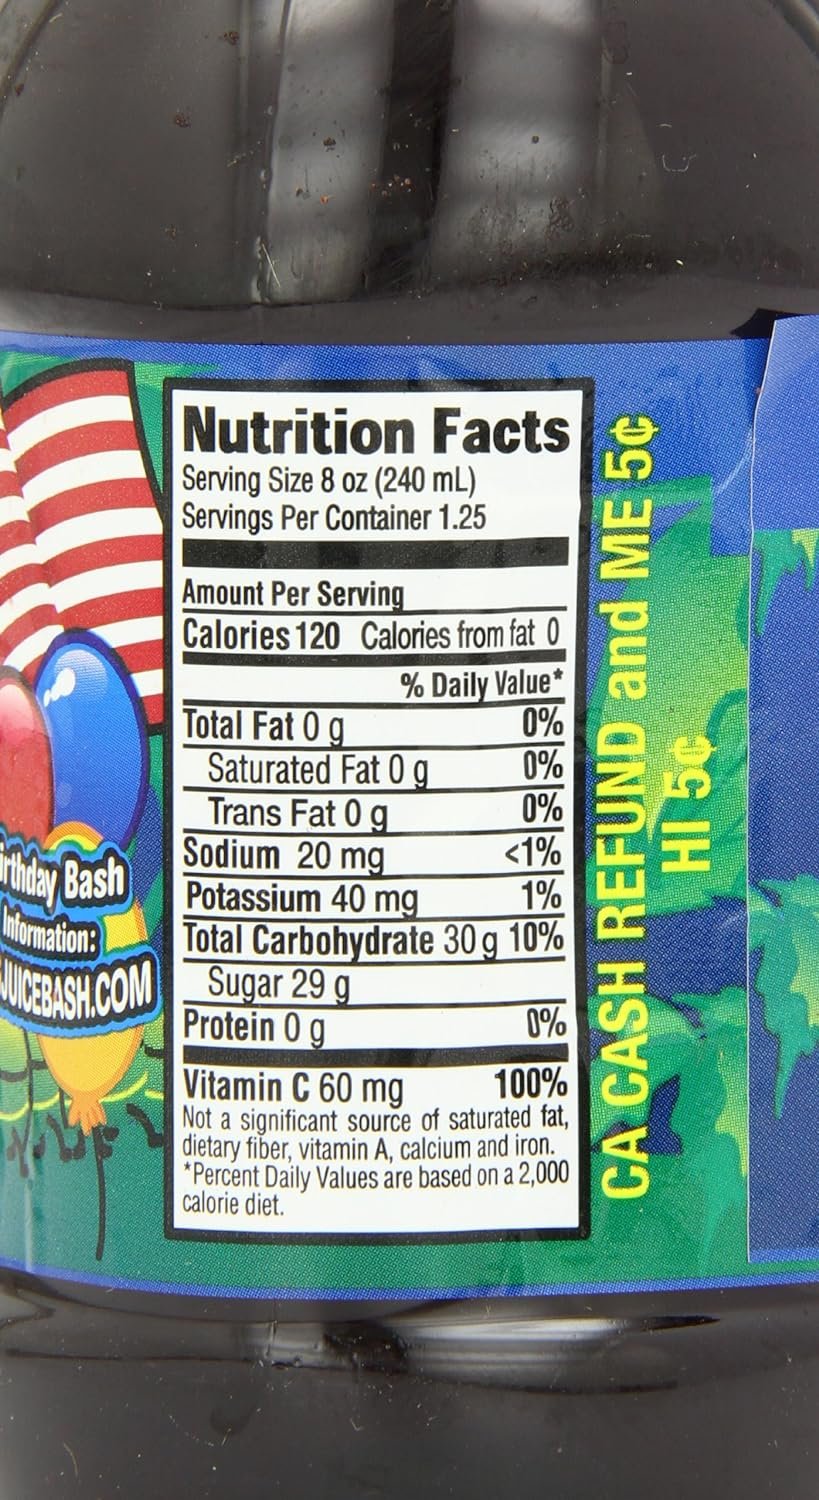 Nutrition Facts
Serving Size 8 oz (240 mL)
Servings Per Container 1.25
Amount Per Serving
Calories 120 Calories from fat 0
% Daily Value*
Total Fat 0 g 0%
Saturated Fat 0 g 0%
Trans Fat 0 g 0%
Sodium 20 mg <1%
Potassium 40 mg 1%
Total Carbohydrate 30 g 10%
Sugar 29 g
Protein 0 g 0%
Vitamin C 60 mg 100%
Not a significant source of saturated fat,
dietary fiber, vitamin A, calcium and iron.
*Percent Daily Values are based on a 2,000
calorie diet.
CA CASH REFUND and ME 5¢
HI 5¢
Bash
Information:
JUICEBASH.COM